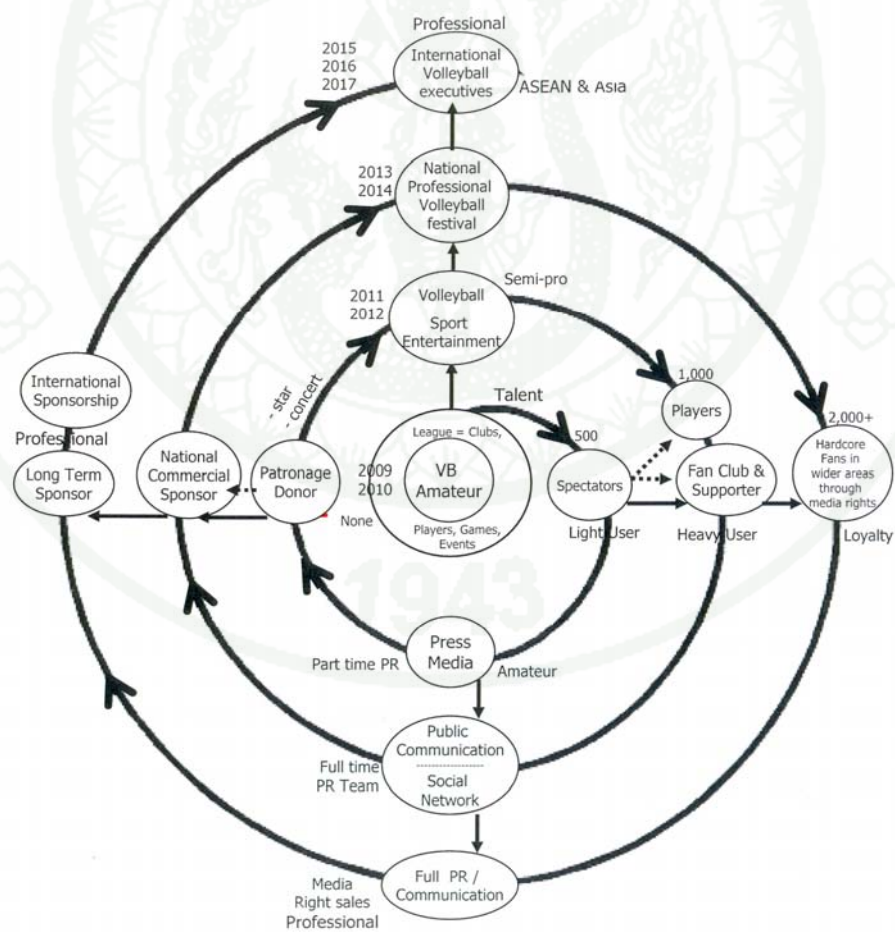 Professional
International
Volleyball
executives
2015
2016
2017
ASEAN & Asia
National
Professional
Volleyball
festival
2013
2014
Volleyball
Sport
Entertainment
2011
2012
Semi-pro
- star
- concert
Talent
1,000
Players
2,000+
Hardcore
Fans in
wider areas
through
media rights.
Loyalty
International
Sponsorship
Professional
Long Term
Sponsor
National
Commercial
Sponsor
Patronage
Donor
2009
2010
None
League = Clubs,
VB
Amateur
Players, Games,
Events
500
Spectators
Light User
Fan Club &
Supporter
Heavy User
Press
Media
Part time PR
Amateur
1943
Public
Communication
Social
Network
Full time
PR Team
Full PR /
Communication
Media
Right sales
Professional